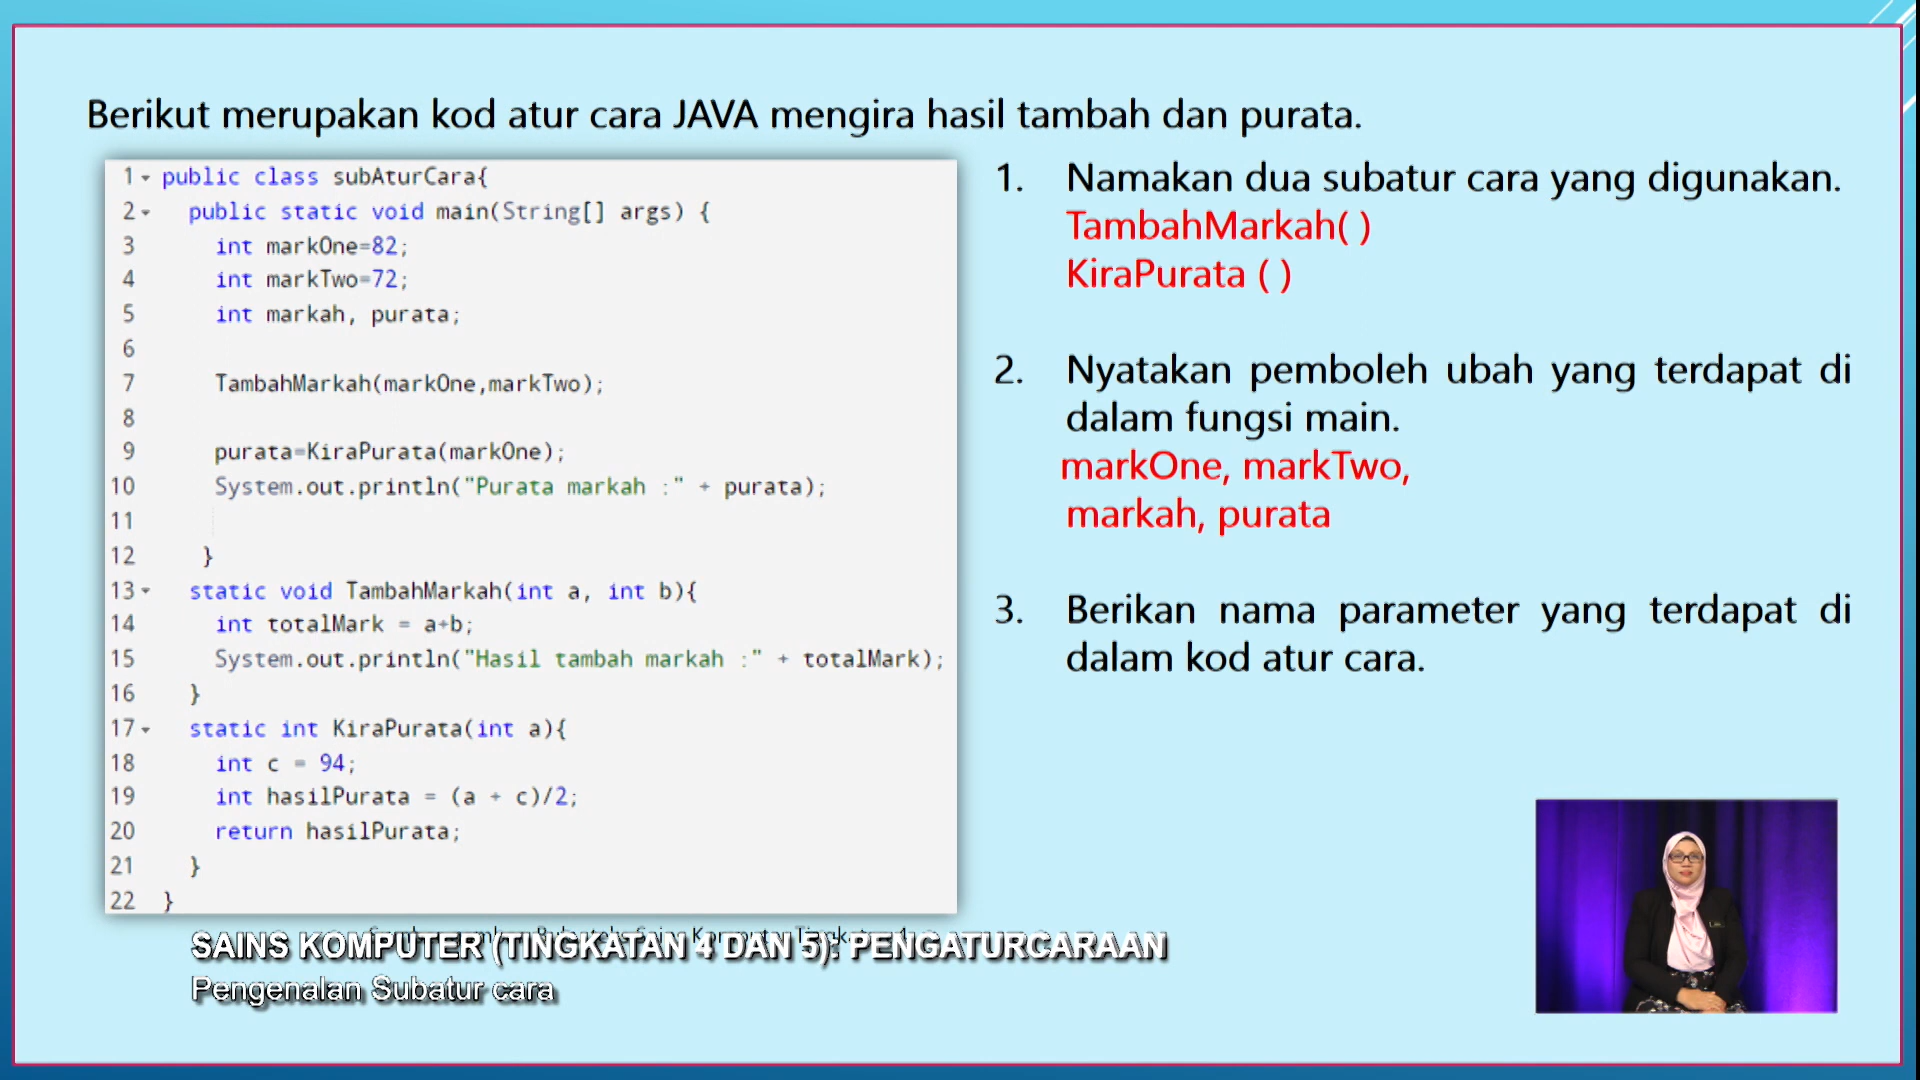 Berikut merupakan kod atur cara JAVA mengira hasil tambah dan purata.
1 public class subAturCara{
2 public static void main(String[] args) {
3 int markOne=82;
4 int markTwo=72;
5 int markah, purata;
6
7 TambahMarkah(markOne,markTwo);
8
9 purata=KiraPurata(markOne);
10 System.out.println("Purata markah :" + purata);
11
12 }
13 static void TambahMarkah(int a, int b){
14 int totalMark = a+b;
15 System.out.println("Hasil tambah markah :" + totalMark);
16 }
17 static int KiraPurata(int a){
18 int c = 94;
19 int hasilPurata = (a + c)/2;
20 return hasilPurata;
21 }
22 }
1. Namakan dua subatur cara yang digunakan.
TambahMarkah( )
KiraPurata ( )
2. Nyatakan pemboleh ubah yang terdapat di
dalam fungsi main.
markOne, markTwo,
markah, purata
3. Berikan nama parameter yang terdapat di
dalam kod atur cara.
SAINS KOMPUTER (TINGKATAN 4 DAN 5): PENGATURCARAAN
Pengenalan Subatur cara